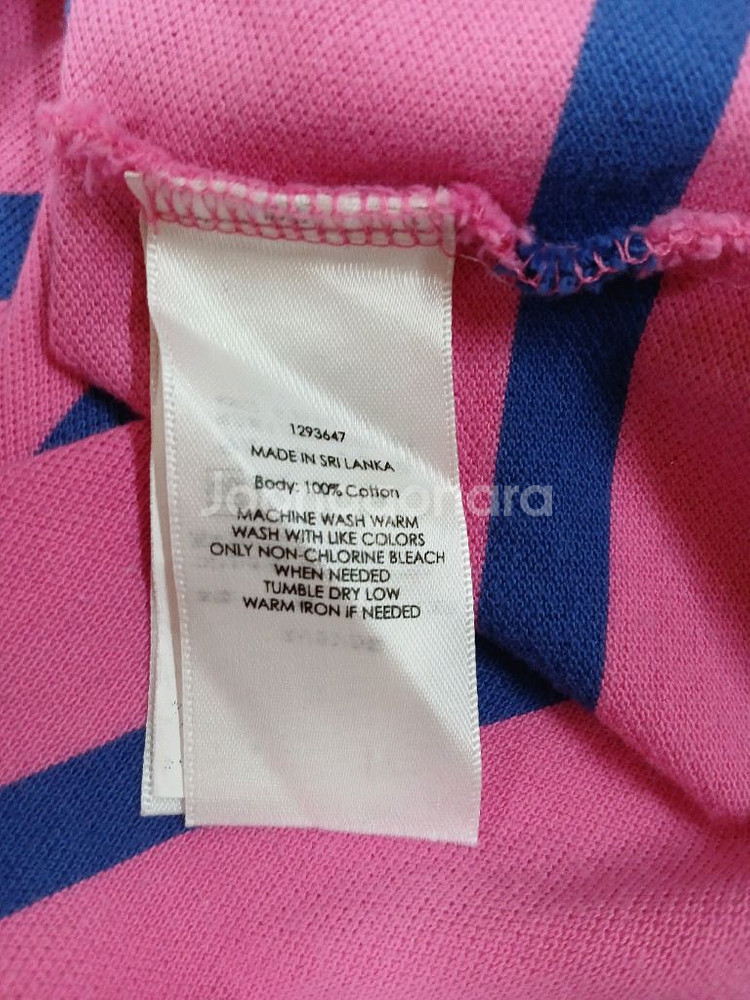 1293647
MADE IN SRI LANKA
Body: 100% Cotton
MACHINE WASH WARM
WASH WITH LIKE COLORS
ONLY NON-CHLORINE BLEACH
WHEN NEEDED
TUMBLE DRY LOW
WARM IRON IF NEEDED